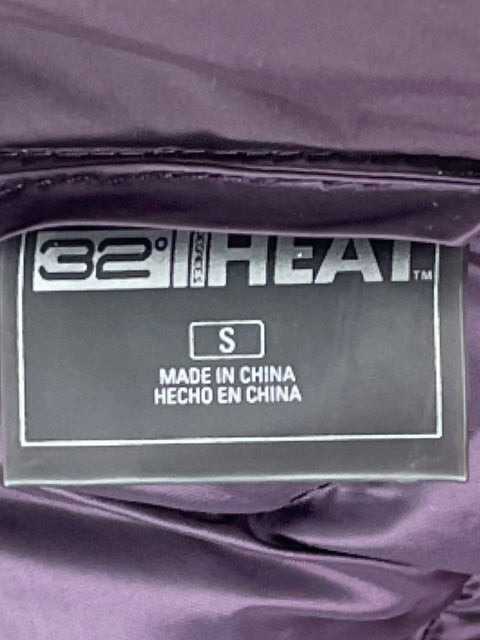 32° HEAT™
S
MADE IN CHINA
HECHO EN CHINA